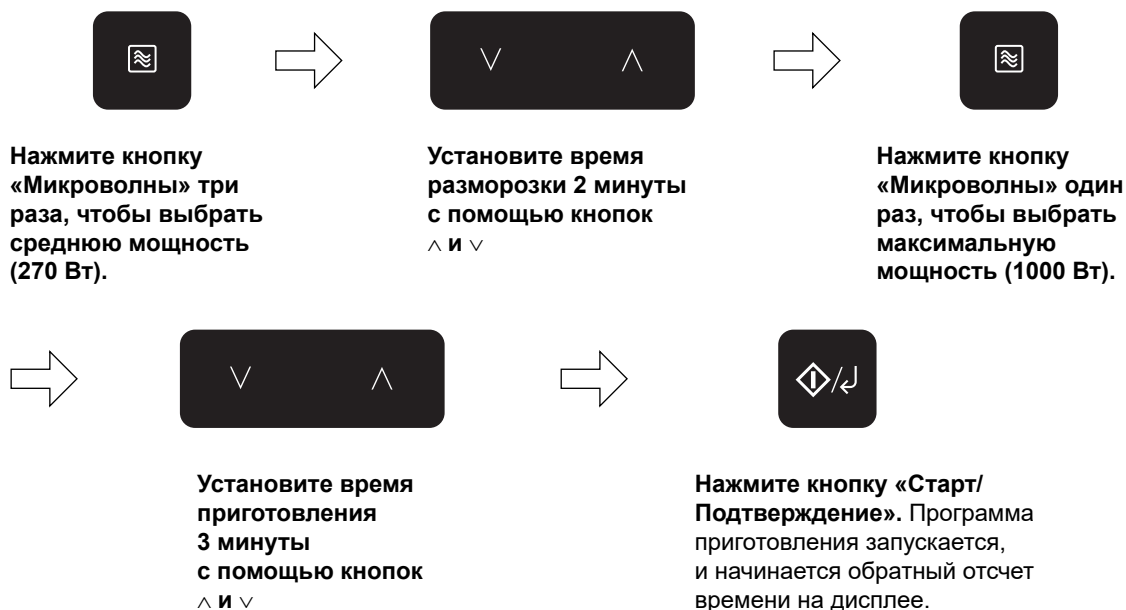 Нажмите кнопку
«Микроволны» три
раза, чтобы выбрать
среднюю мощность
(270 Вт).
Установите время
разморозки 2 минуты
с помощью кнопок
∧ и ∨
Нажмите кнопку
«Микроволны» один
раз, чтобы выбрать
максимальную
мощность (1000 Вт).
Установите время
приготовления
3 минуты
с помощью кнопок
∧ и ∨
Нажмите кнопку «Старт/
Подтверждение». Программа
приготовления запускается,
и начинается обратный отсчет
времени на дисплее.